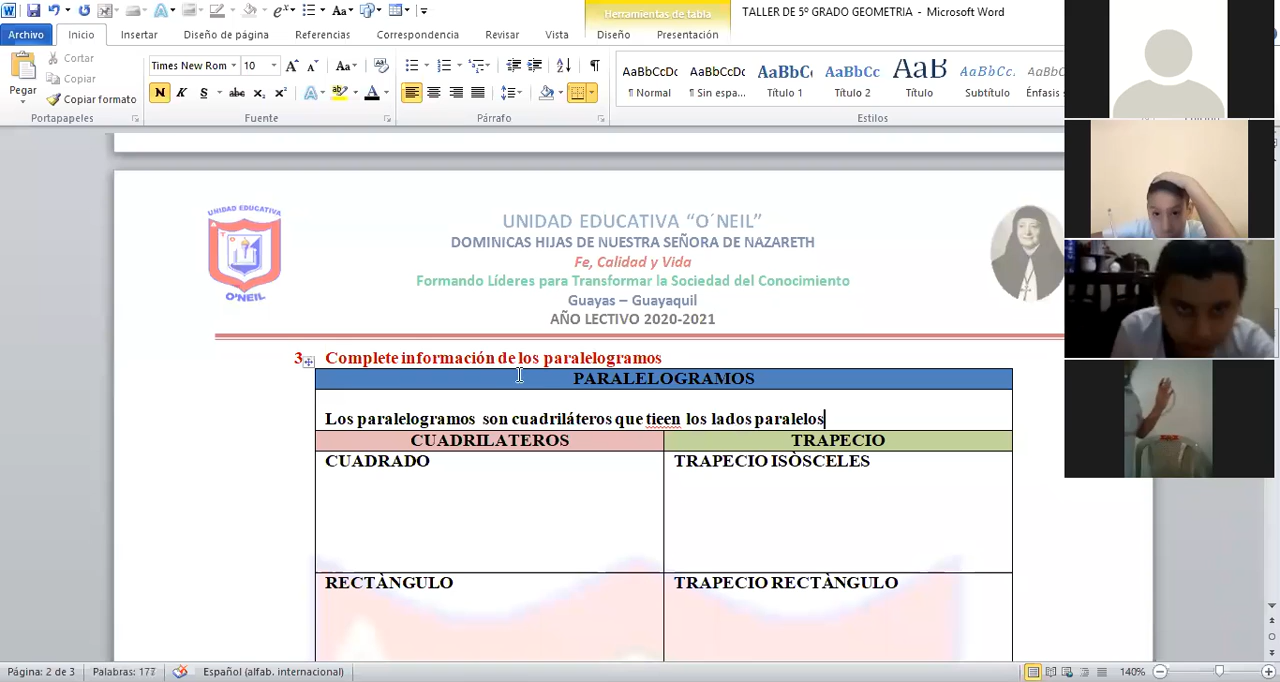 Herramientas de tabla
TALLER DE 5º GRADO GEOMETRIA - Microsoft Word
Archivo Inicio Insertar Diseño de página Referencias Correspondencia Revisar Vista Diseño Presentación
Pegar
Cortar
Copiar
Copiar formato
Portapapeles
Times New Rom 10
Fuente
Párrafo
AaBbCcDc AaBbCcDc AaBbC AaBbCc AaB AaBbCc. AaBbCc
¶ Normal ¶ Sin espa... Título 1 Título 2 Título Subtítulo Énfasis
Estilos
UNIDAD EDUCATIVA “O´NEIL”
DOMINICAS HIJAS DE NUESTRA SEÑORA DE NAZARETH
Fe, Calidad y Vida
Formando Líderes para Transformar la Sociedad del Conocimiento
Guayas – Guayaquil
AÑO LECTIVO 2020-2021
UNIDAD EDUCATIVA
O'NEIL
3 Complete información de los paralelogramos
PARALELOGRAMOS
Los paralelogramos son cuadriláteros que tieen los lados paralelos
CUADRILATEROS TRAPECIO
CUADRADO TRAPECIO ISÒSCELES
RECTÀNGULO TRAPECIO RECTÀNGULO
Página: 2 de 3 Palabras: 177 Español (alfab. internacional) 140%